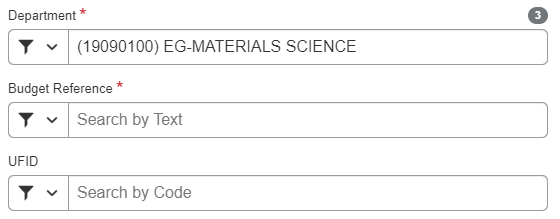 Department * 3
(19090100) EG-MATERIALS SCIENCE
Budget Reference *
Search by Text
UFID
Search by Code